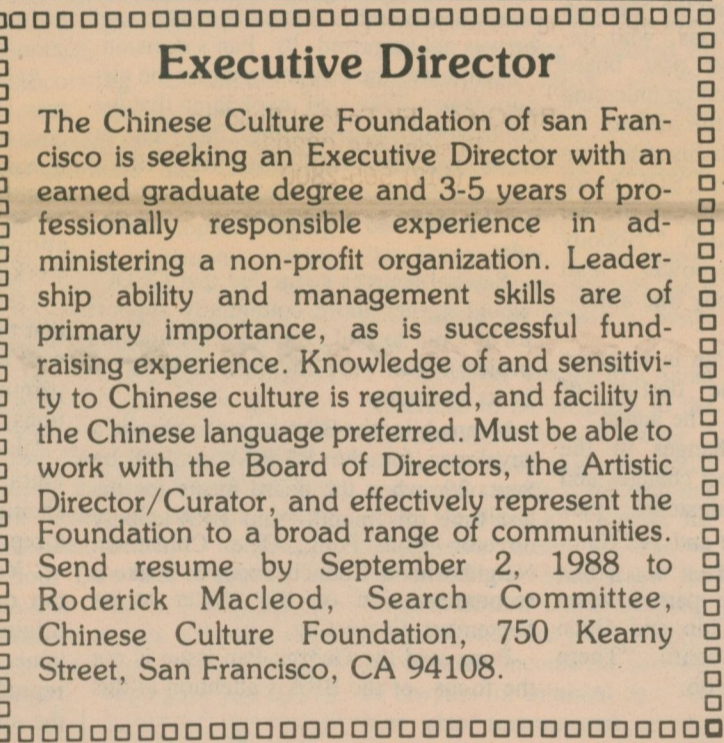 Executive Director
The Chinese Culture Foundation of san Fran-
cisco is seeking an Executive Director with an
earned graduate degree and 3-5 years of pro-
fessionally responsible experience in ad-
ministering a non-profit organization. Leader-
ship ability and management skills are of
primary importance, as is successful fund-
raising experience. Knowledge of and sensitivi-
ty to Chinese culture is required, and facility in
the Chinese language preferred. Must be able to
work with the Board of Directors, the Artistic
Director/Curator, and effectively represent the
Foundation to a broad range of communities.
Send resume by September 2, 1988 to
Roderick Macleod, Search Committee,
Chinese Culture Foundation, 750 Kearny
Street, San Francisco, CA 94108.